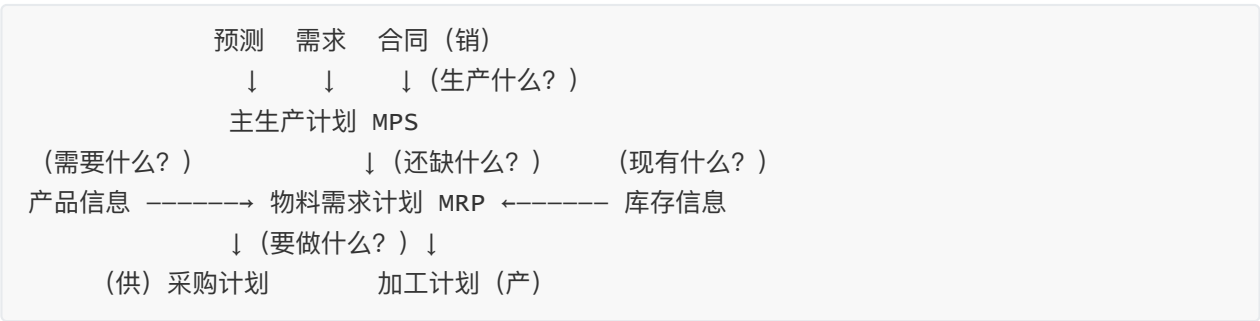 预测 需求 合同（销）
↓ ↓ ↓（生产什么？）
主生产计划 MPS
（需要什么？） ↓（还缺什么？） （现有什么？）
产品信息 ——————→ 物料需求计划 MRP ←—————— 库存信息
↓（要做什么？）↓
（供）采购计划 加工计划（产）